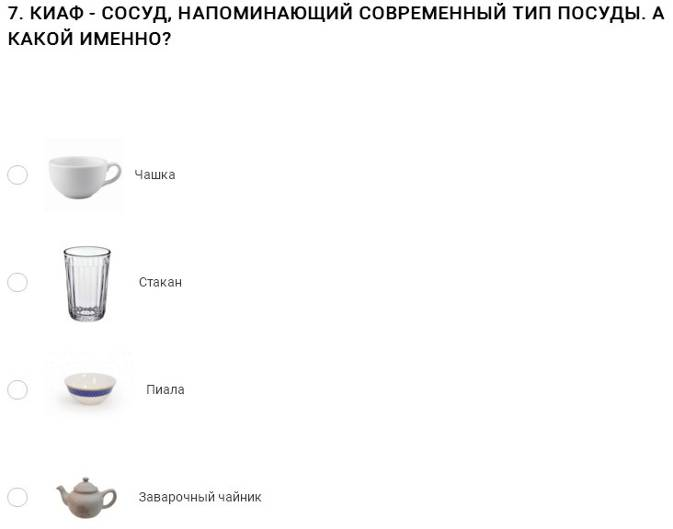 7. КИАФ - СОСУД, НАПОМИНАЮЩИЙ СОВРЕМЕННЫЙ ТИП ПОСУДЫ. А
КАКОЙ ИМЕННО?
Чашка
Стакан
Пиала
Заварочный чайник